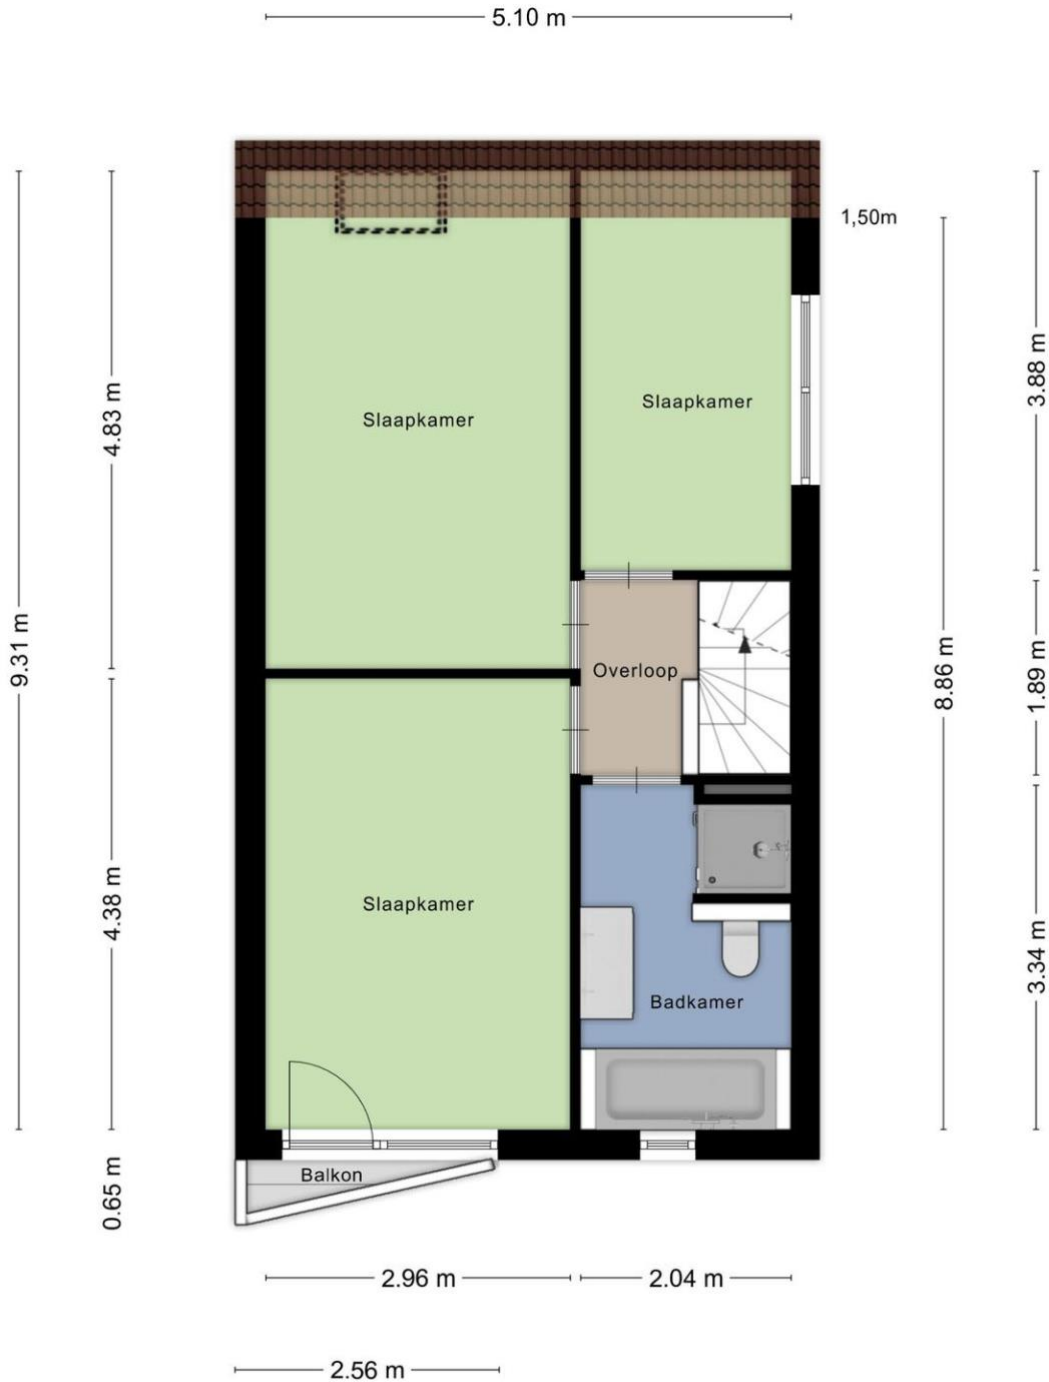 5.10 m
1,50m
3.88 m
4.83 m
Slaapkamer
Slaapkamer
9.31 m
8.86 m
1.89 m
Overloop
4.38 m
Slaapkamer
3.34 m
Badkamer
0.65 m
Balkon
2.96 m
2.04 m
2.56 m